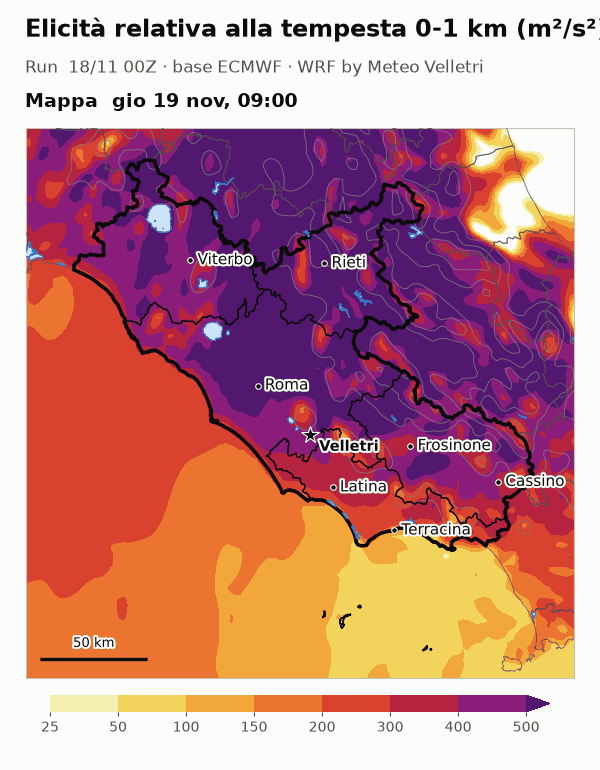 Elicità relativa alla tempesta 0-1 km (m²/s²)
Run 18/11 00Z · base ECMWF · WRF by Meteo Velletri
Mappa gio 19 nov, 09:00
Viterbo
Rieti
Roma
Velletri
Frosinone
Latina
Cassino
Terracina
50 km
25 50 100 150 200 300 400 500